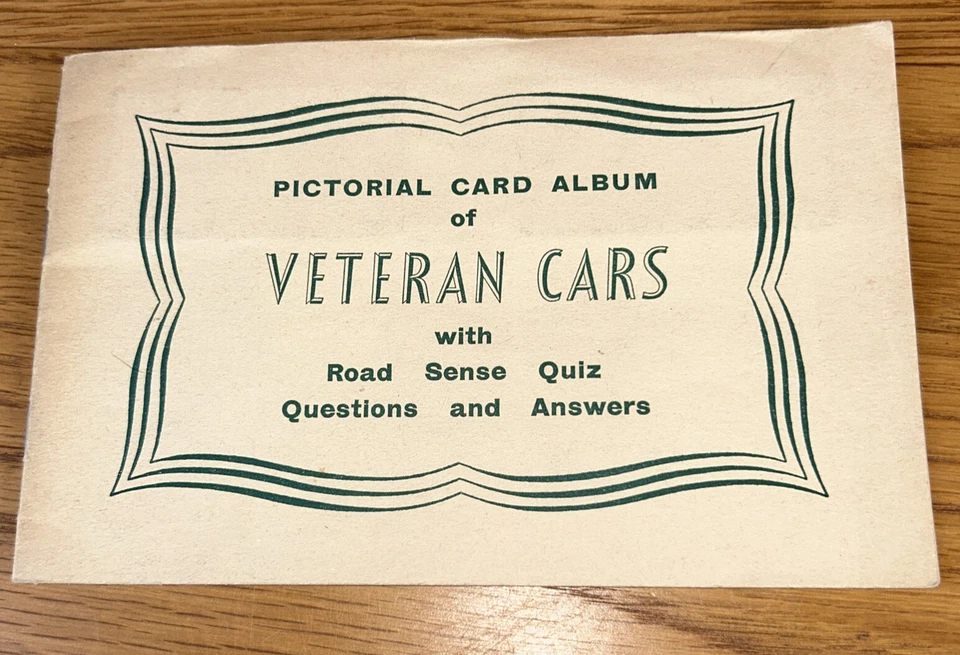 PICTORIAL CARD ALBUM
of
VETERAN CARS
with
Road Sense Quiz
Questions and Answers